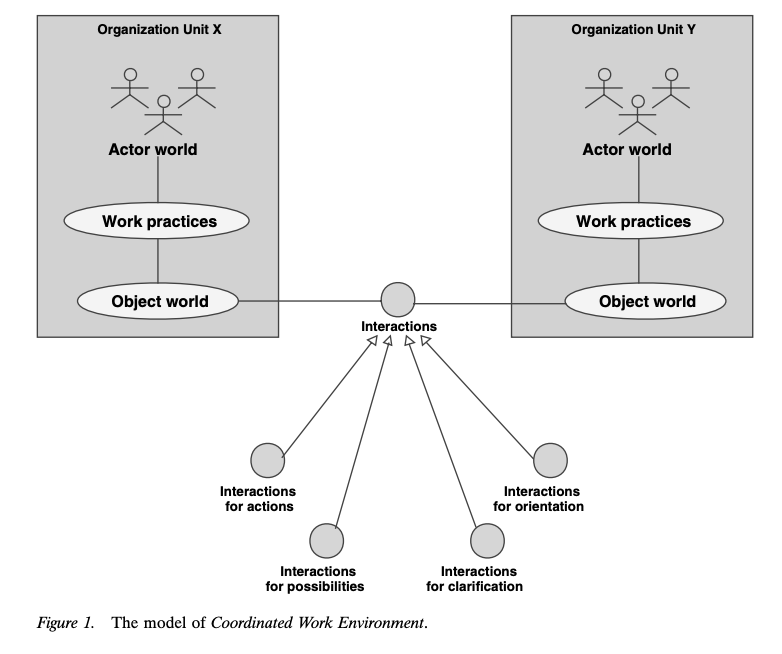 Organization Unit X
Organization Unit Y
Actor world
Actor world
Work practices
Work practices
Object world
Object world
Interactions
Interactions
for actions
Interactions
for orientation
Interactions
for possibilities
Interactions
for clarification
Figure 1. The model of Coordinated Work Environment.